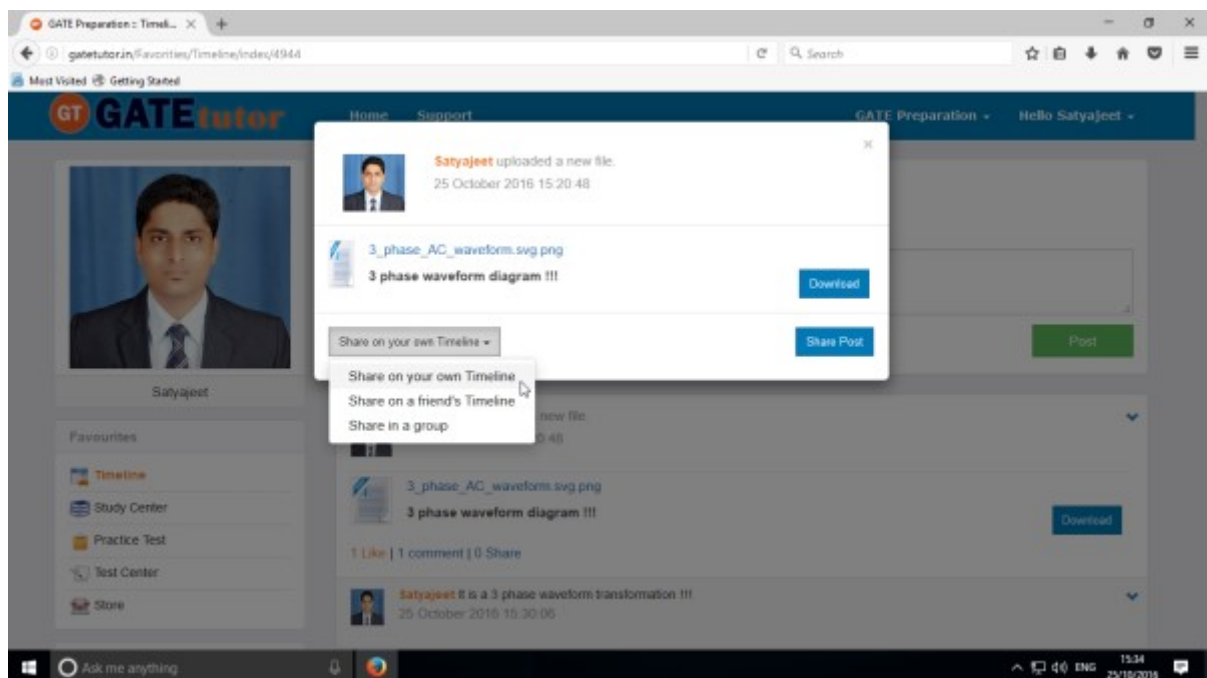 GATE Preparation :: Timeli...
gatetutor.in/Favorities/Timeline/index/4944
Search
Most Visited Getting Started
GT GATEtutor Home Support GATE Preparation Hello Satyajeet
Satyajeet uploaded a new file.
25 October 2016 15:20:48
3_phase_AC_waveform.svg.png
3 phase waveform diagram !!!
Download
Share on your own Timeline
Share Post
Share on your own Timeline
Share on a friend's Timeline
Share in a group
Post
Satyajeet
Favourites
Timeline
Study Center
Practice Test
Test Center
Store
new file.
0:48
3_phase_AC_waveform.svg.png
3 phase waveform diagram !!!
Download
1 Like | 1 comment | 0 Share
Satyajeet It is a 3 phase waveform transformation !!!
25 October 2016 15:30:06
Ask me anything
ENG
15:34
25/10/2016